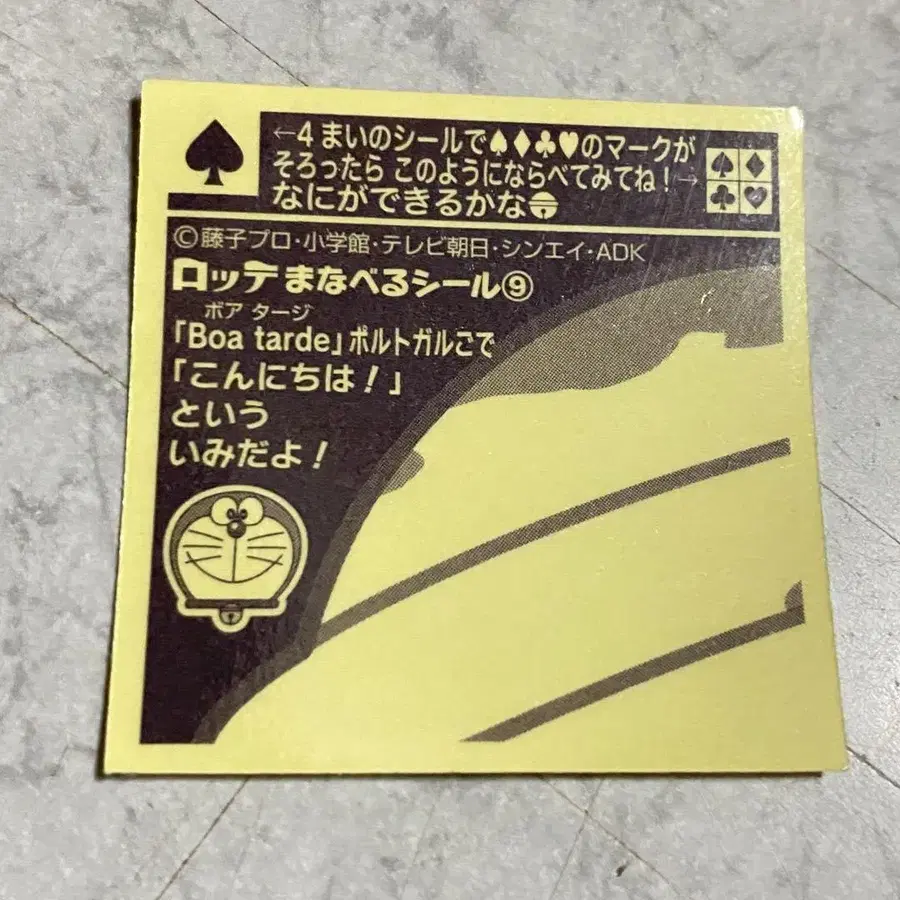 ←4 まいのシールで♠♦♣♥のマークが
そろったら このようにならべてみてね!→
なにができるかな
©藤子プロ・小学館・テレビ朝日・シンエイ・ADK
ロッテ まなべるシール⑨
ボア タージ
「Boa tarde」ポルトガルごで
「こんにちは!」
という
いみだよ!